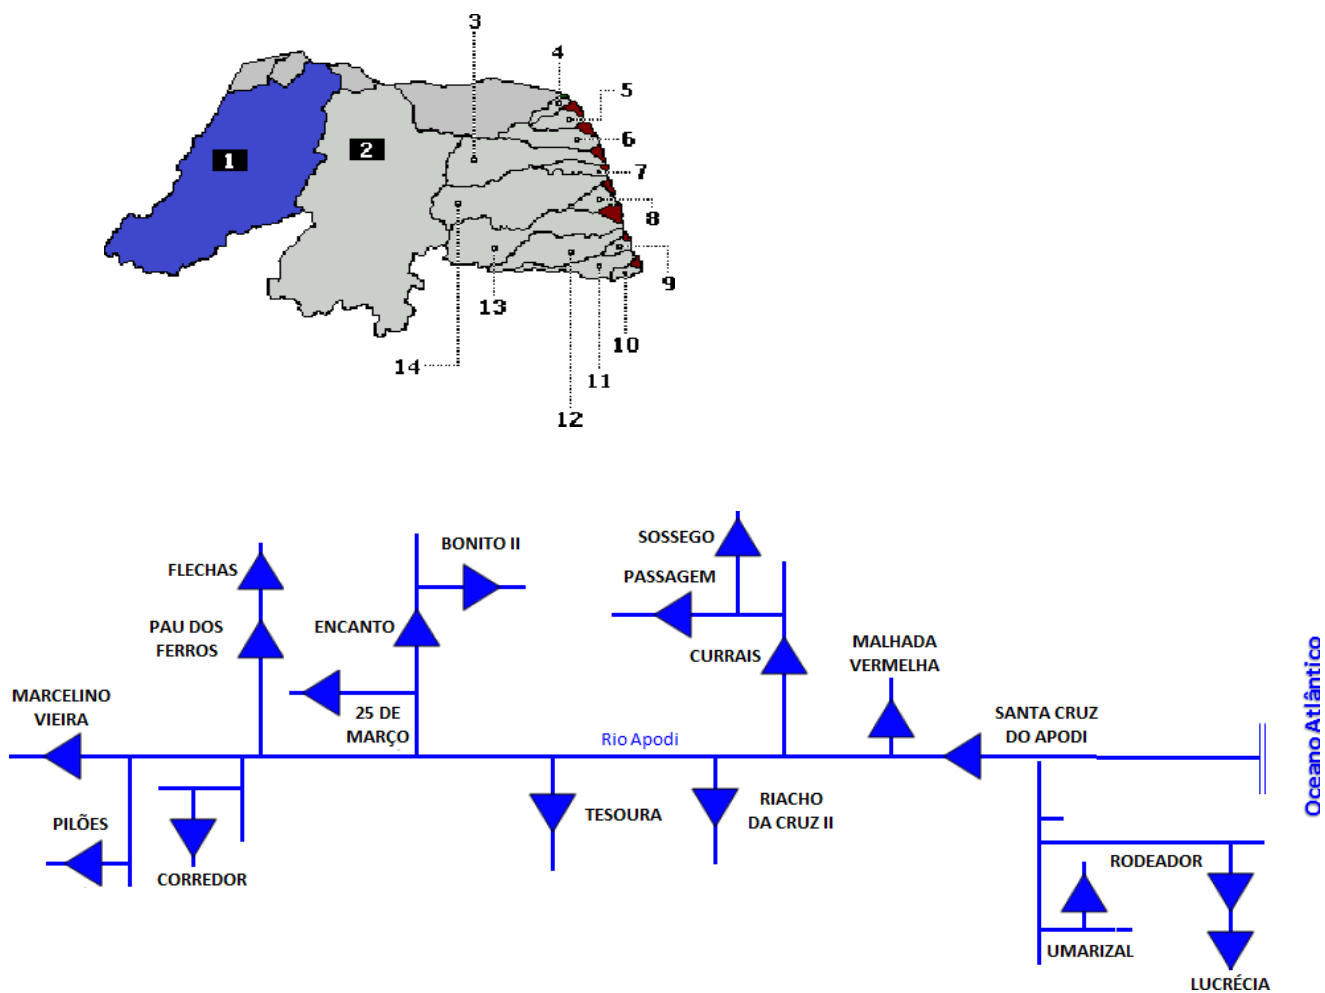 3
4
5
6
1
2
7
8
9
13
10
14
11
12
SOSSEGO
BONITO II
FLECHAS
PASSAGEM
PAU DOS
FERROS
ENCANTO
CURRAIS
MALHADA
VERMELHA
MARCELINO
VIEIRA
25 DE
MARÇO
Rio Apodi
SANTA CRUZ
DO APODI
Oceano Atlântico
PILÕES
CORREDOR
TESOURA
RIACHO
DA CRUZ II
RODEADOR
UMARIZAL
LUCRÉCIA